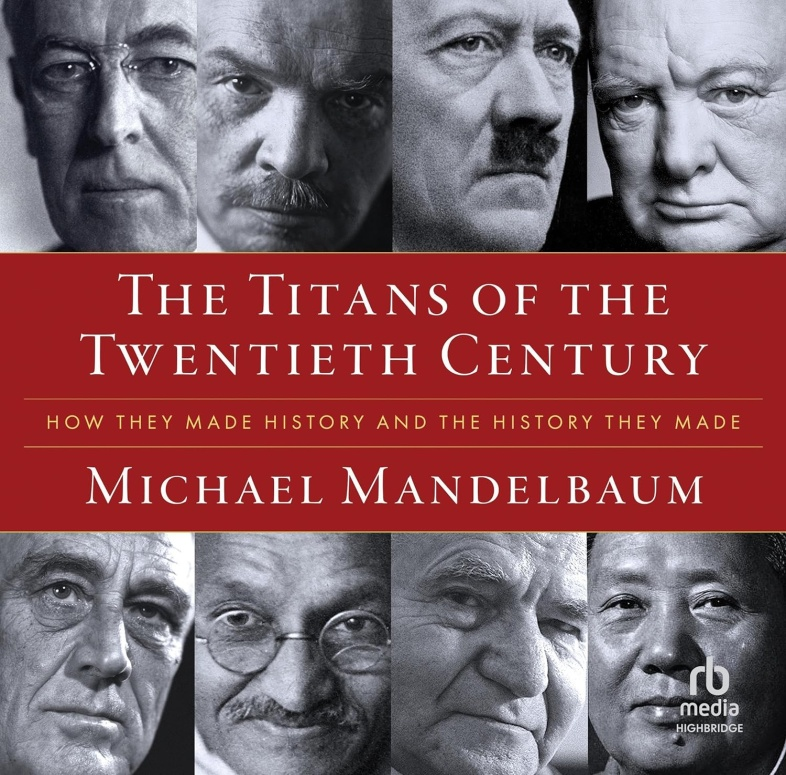 THE TITANS OF THE
TWENTIETH CENTURY
HOW THEY MADE HISTORY AND THE HISTORY THEY MADE
MICHAEL MANDELBAUM
rb
media
HIGHBRIDGE